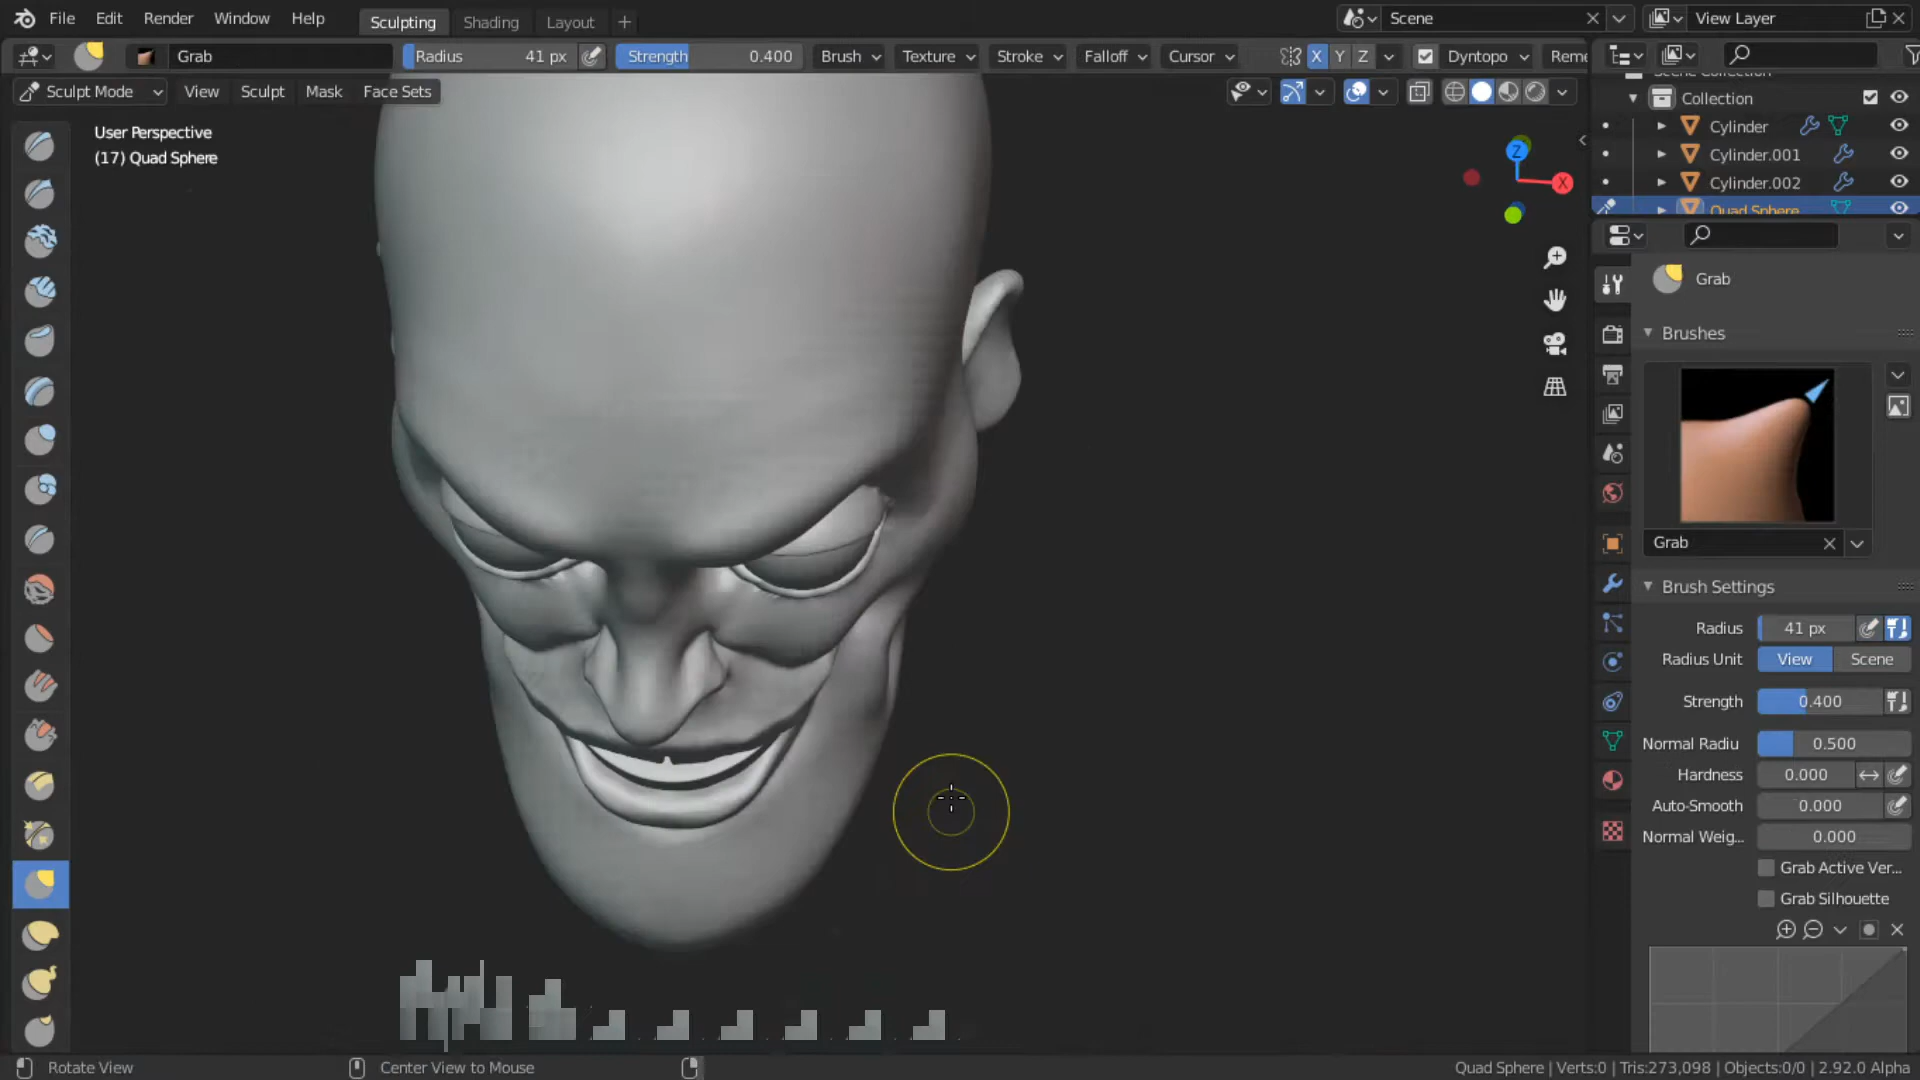 File Edit Render Window Help Sculpting Shading Layout + Scene View Layer
Grab Radius 41 px Strength 0.400 Brush Texture Stroke Falloff Cursor X Y Z Dyntopo Reme
Sculpt Mode View Sculpt Mask Face Sets
User Perspective
(17) Quad Sphere
Z
X
Scene Collection
Collection
Cylinder
Cylinder.001
Cylinder.002
Quad Sphere
Grab
Brushes
Grab
Brush Settings
Radius 41 px
Radius Unit View Scene
Strength 0.400
Normal Radiu 0.500
Hardness 0.000
Auto-Smooth 0.000
Normal Weig... 0.000
Grab Active Ver...
Grab Silhouette
Rotate View Center View to Mouse Quad Sphere | Verts:0 | Tris:273,098 | Objects:0/0 | 2.92.0 Alpha